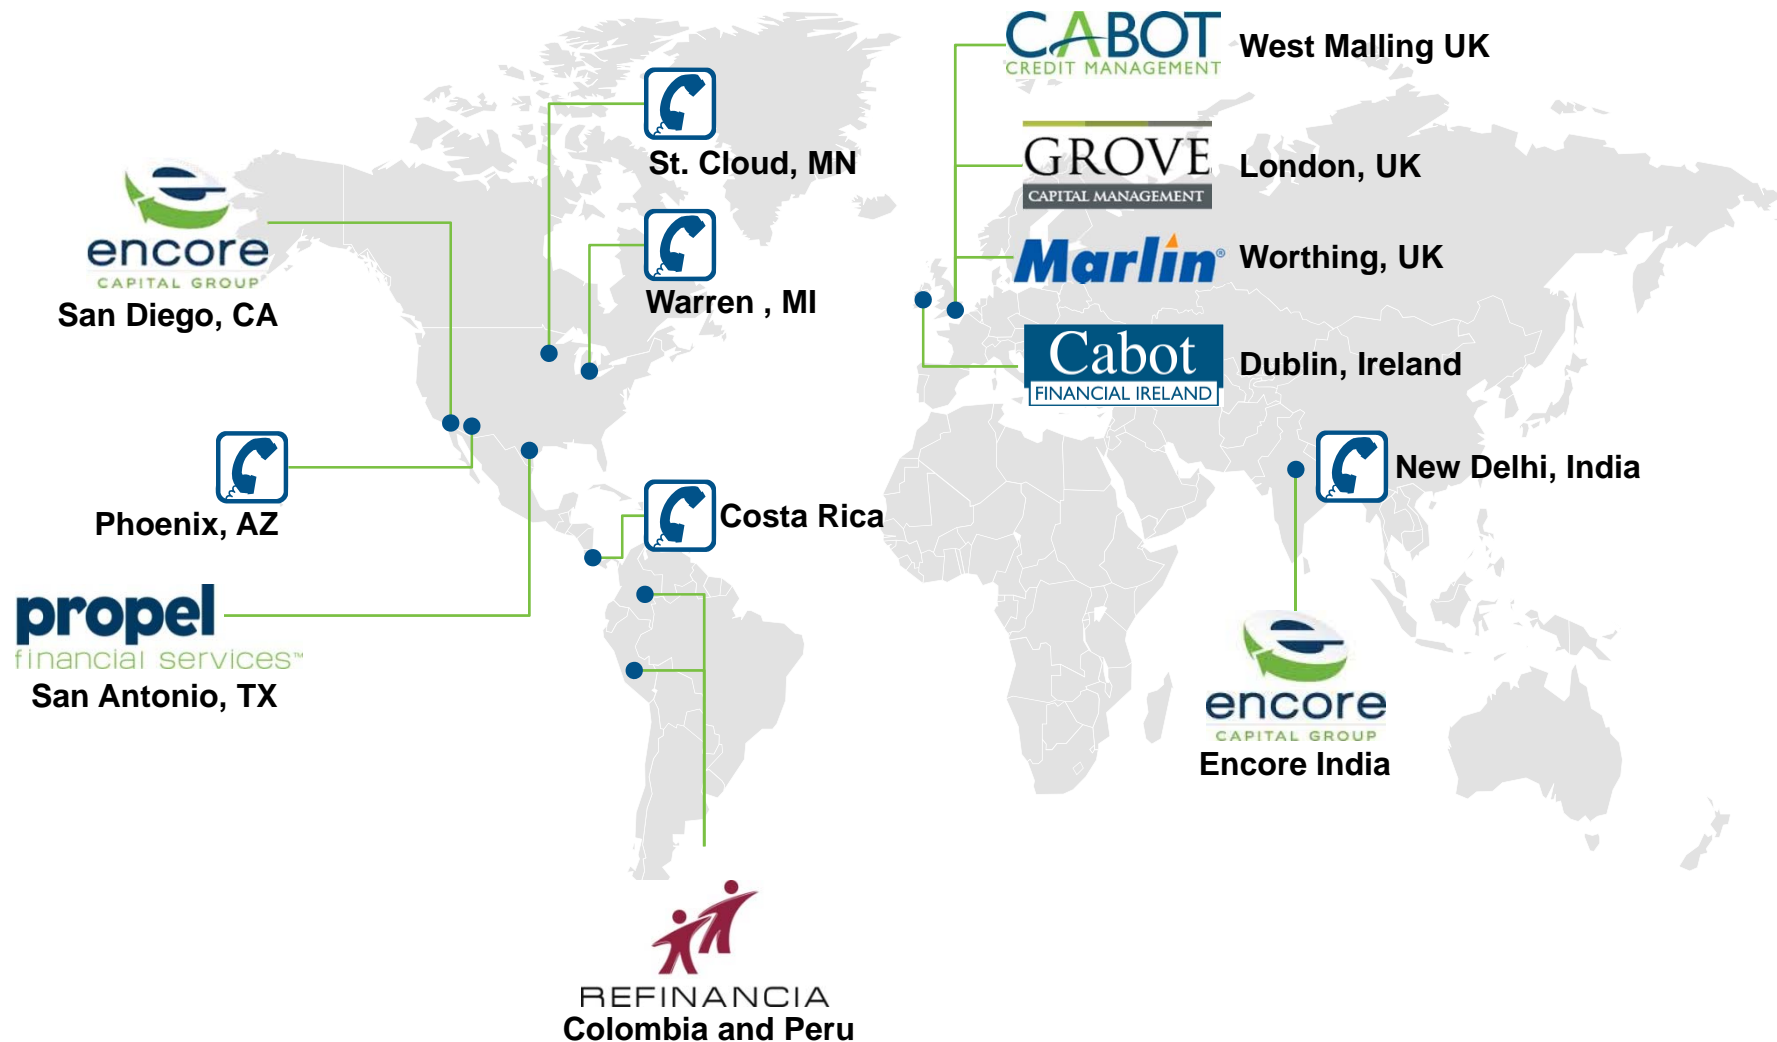 CABOT
CREDIT MANAGEMENT
West Malling UK
St. Cloud, MN
GROVE
CAPITAL MANAGEMENT
London, UK
encore
CAPITAL GROUP®
San Diego, CA
Warren , MI
Marlin®
Worthing, UK
Cabot
FINANCIAL IRELAND
Dublin, Ireland
New Delhi, India
Phoenix, AZ
Costa Rica
propel
financial services™
San Antonio, TX
encore
CAPITAL GROUP
Encore India
REFINANCIA
Colombia and Peru